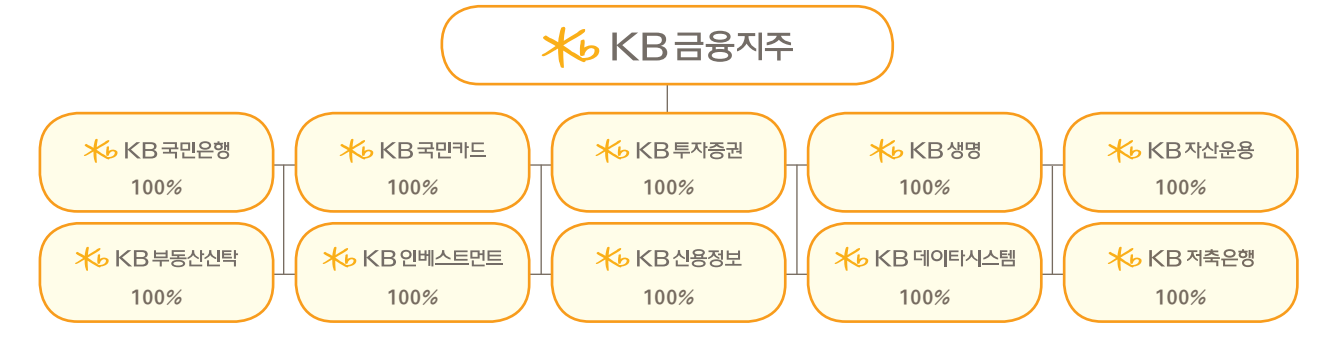 KB 금융지주
KB 국민은행
100%
KB 국민카드
100%
KB 투자증권
100%
KB 생명
100%
KB 자산운용
100%
KB 부동산신탁
100%
KB 인베스트먼트
100%
KB 신용정보
100%
KB 데이타시스템
100%
KB 저축은행
100%